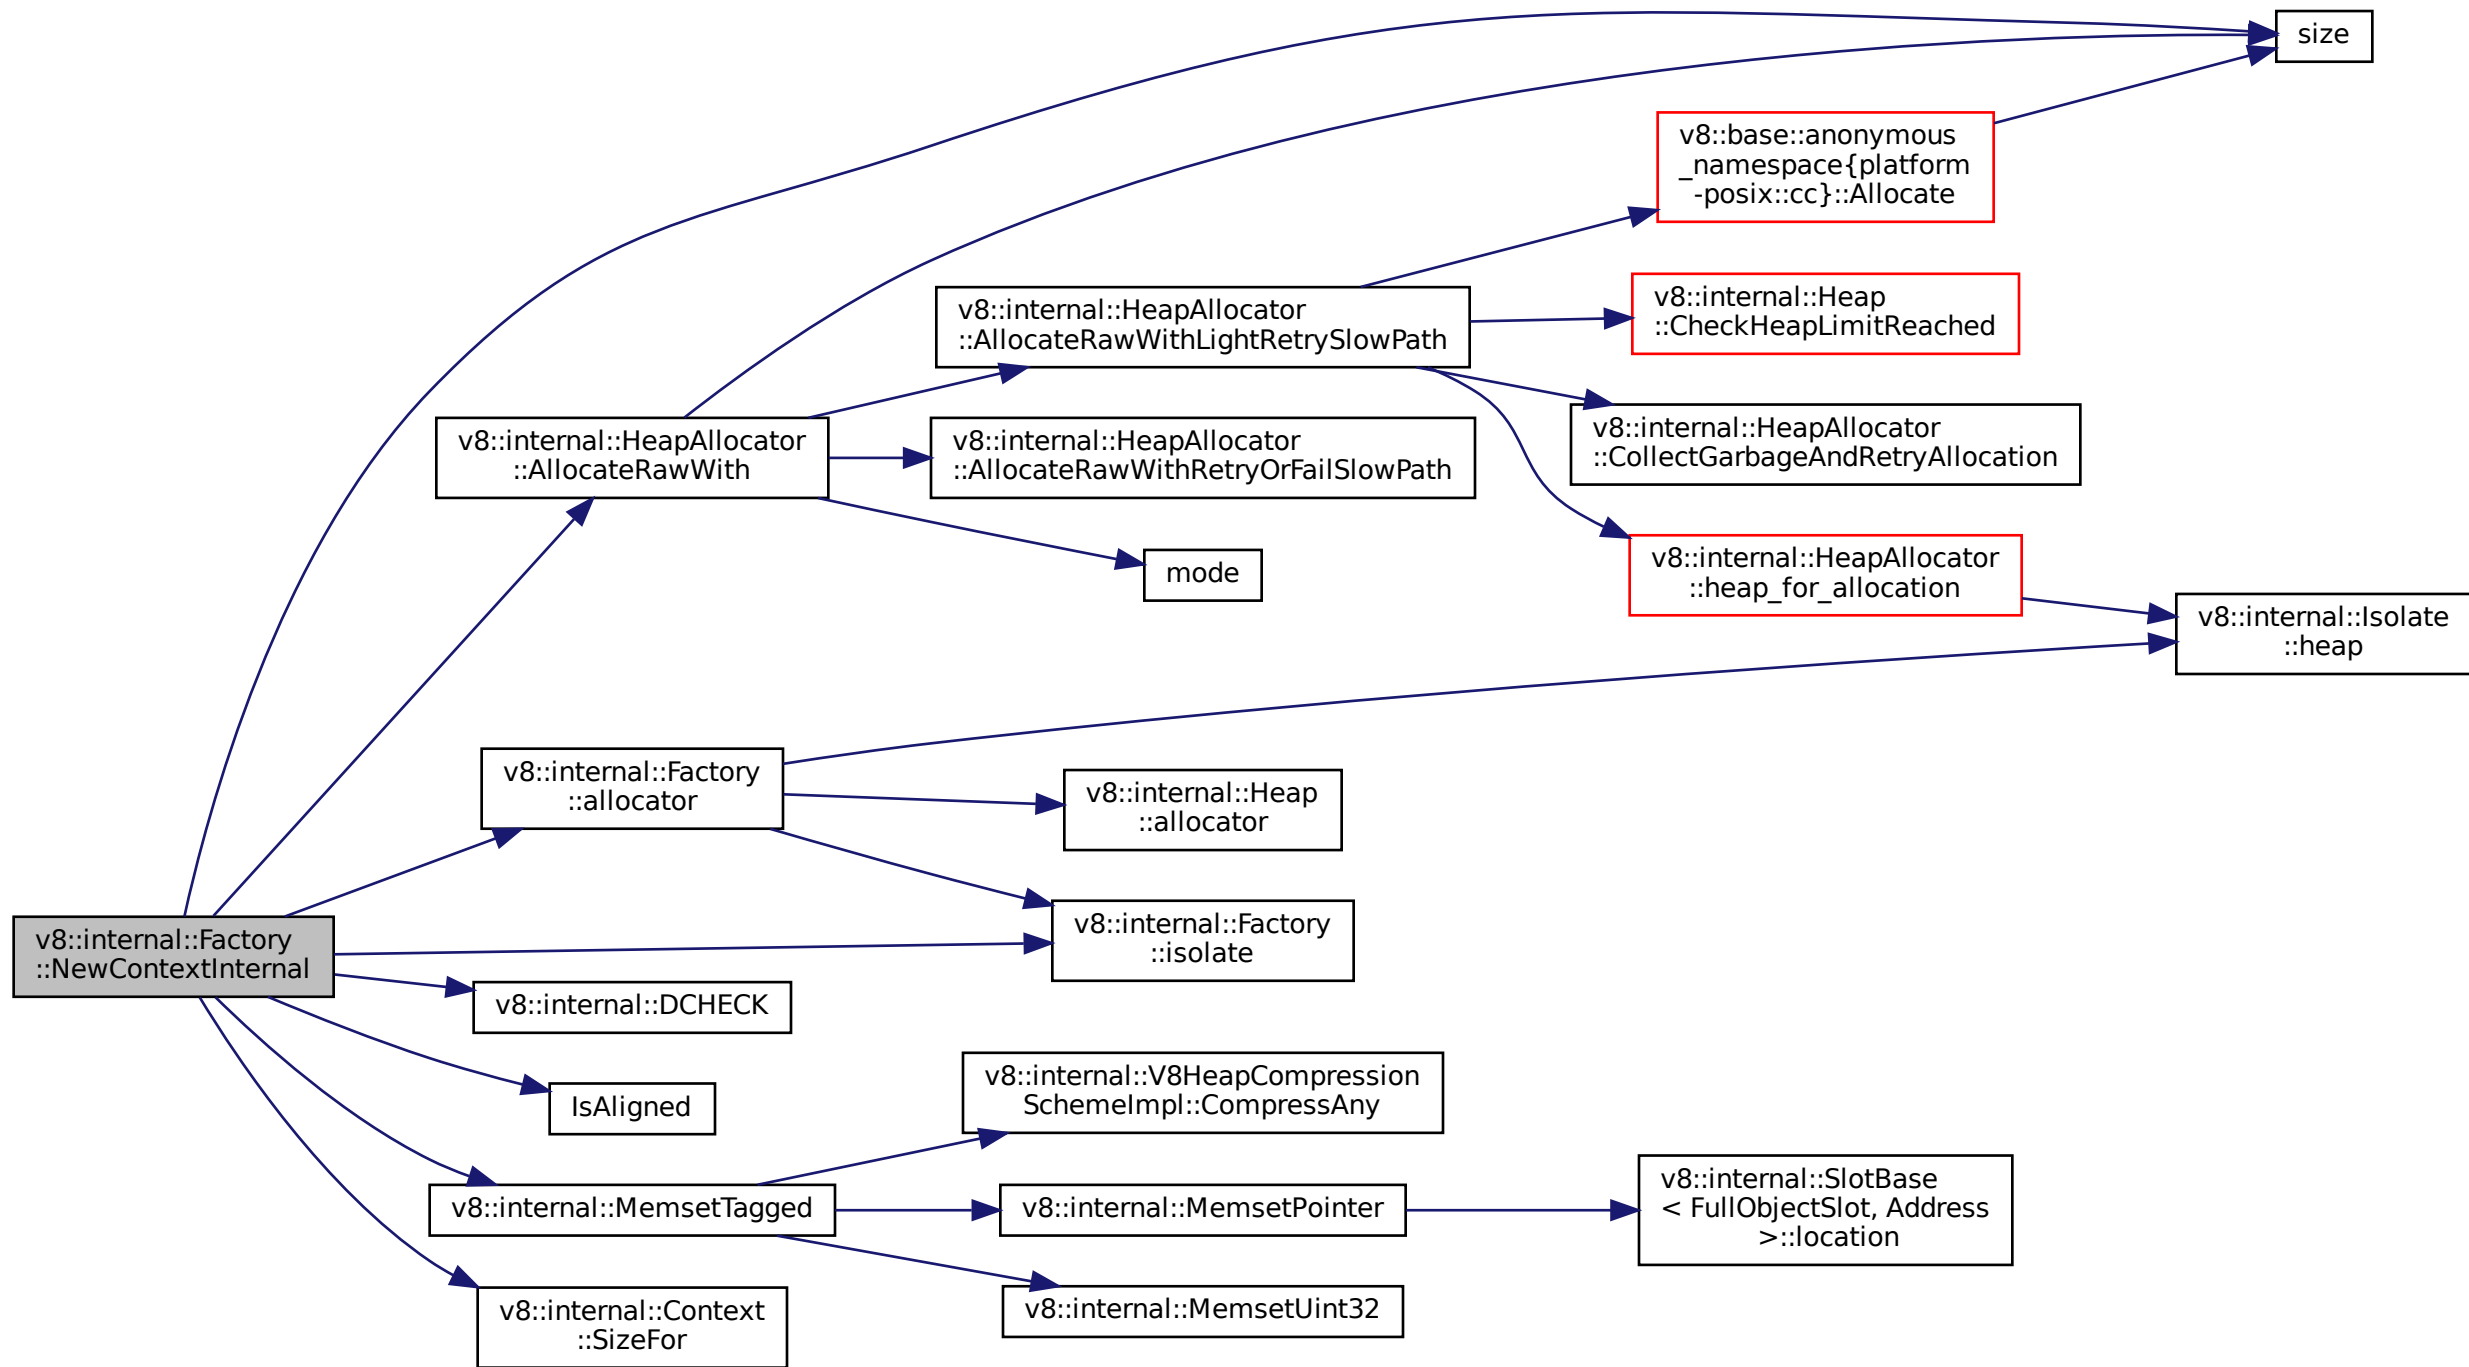 size
v8::base::anonymous
_namespace{platform
-posix::cc}::Allocate
v8::internal::Heap
::CheckHeapLimitReached
v8::internal::HeapAllocator
::AllocateRawWithLightRetrySlowPath
v8::internal::HeapAllocator
::AllocateRawWith
v8::internal::HeapAllocator
::AllocateRawWithRetryOrFailSlowPath
v8::internal::HeapAllocator
::CollectGarbageAndRetryAllocation
mode
v8::internal::HeapAllocator
::heap_for_allocation
v8::internal::Isolate
::heap
v8::internal::Factory
::allocator
v8::internal::Heap
::allocator
v8::internal::Factory
::NewContextInternal
v8::internal::Factory
::isolate
v8::internal::DCHECK
IsAligned
v8::internal::V8HeapCompression
SchemeImpl::CompressAny
v8::internal::MemsetTagged
v8::internal::MemsetPointer
v8::internal::SlotBase
< FullObjectSlot, Address
>::location
v8::internal::MemsetUint32
v8::internal::Context
::SizeFor